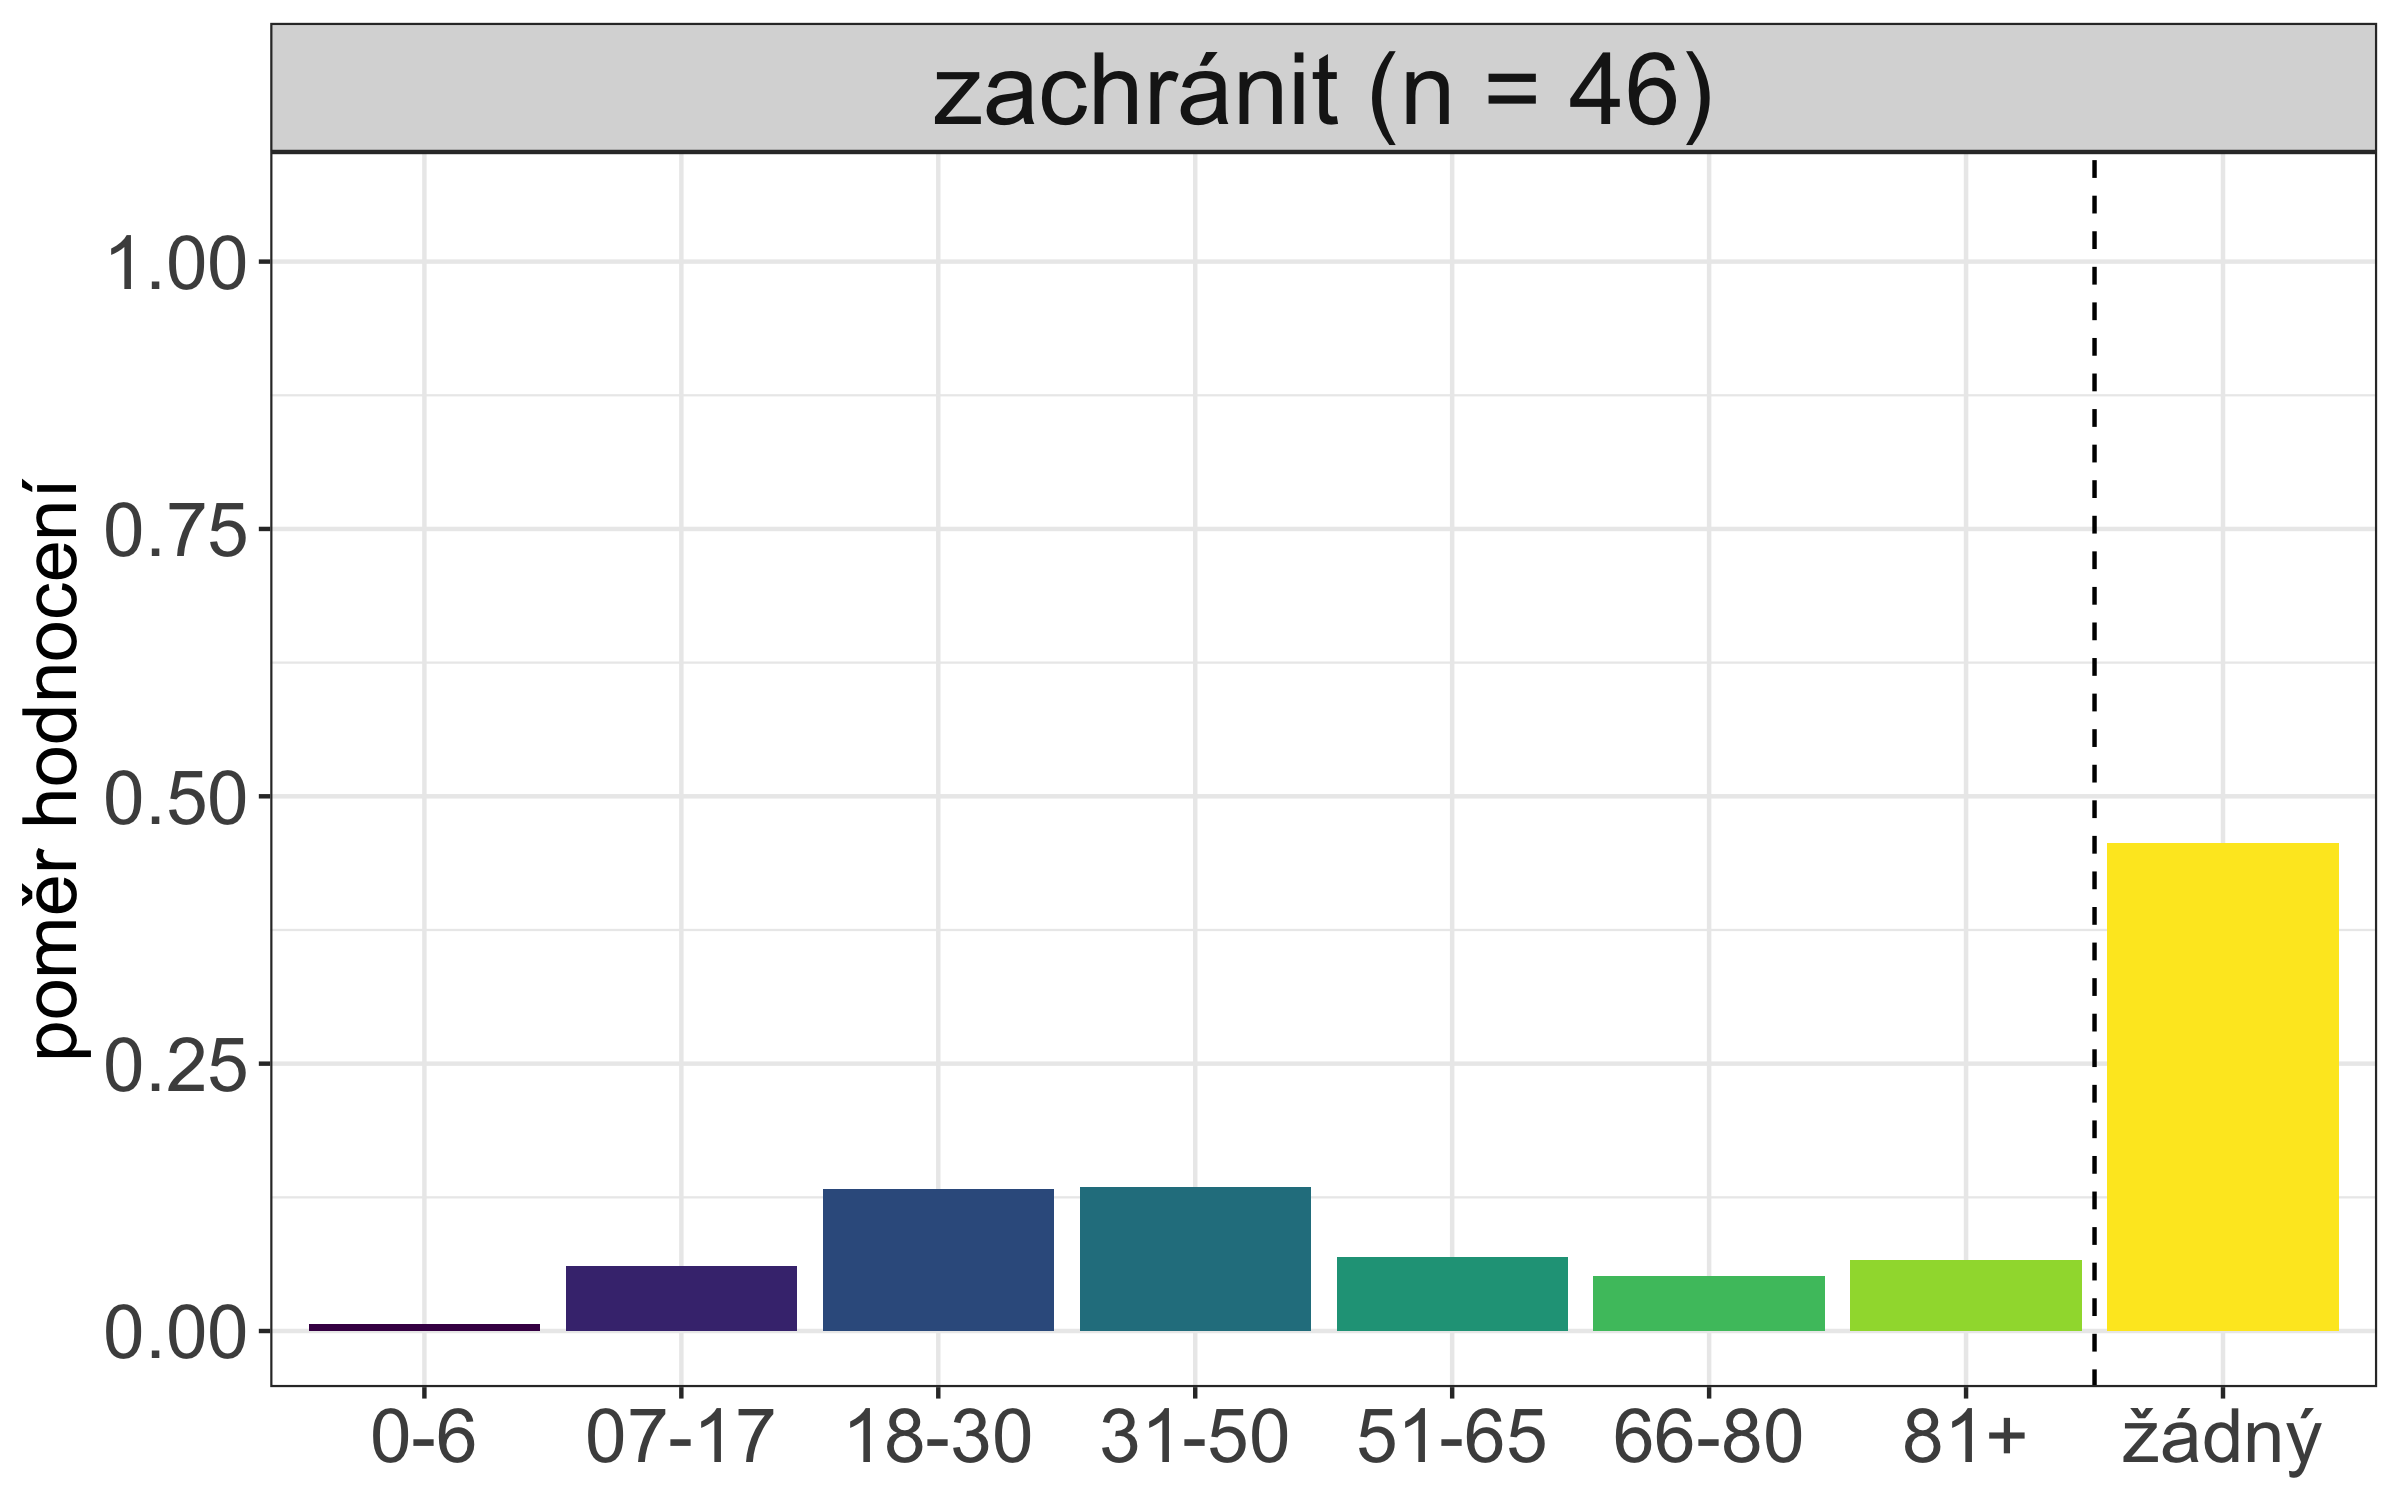 zachránit (n = 46)
poměr hodnocení
1.00
0.75
0.50
0.25
0.00
0-6 07-17 18-30 31-50 51-65 66-80 81+ žádný